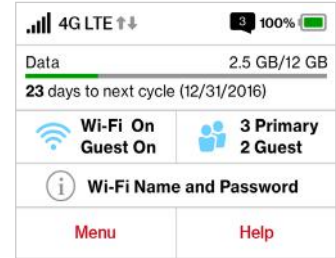 4G LTE 3 100%
Data 2.5 GB/12 GB
23 days to next cycle (12/31/2016)
Wi-Fi On 3 Primary
Guest On 2 Guest
i Wi-Fi Name and Password
Menu Help